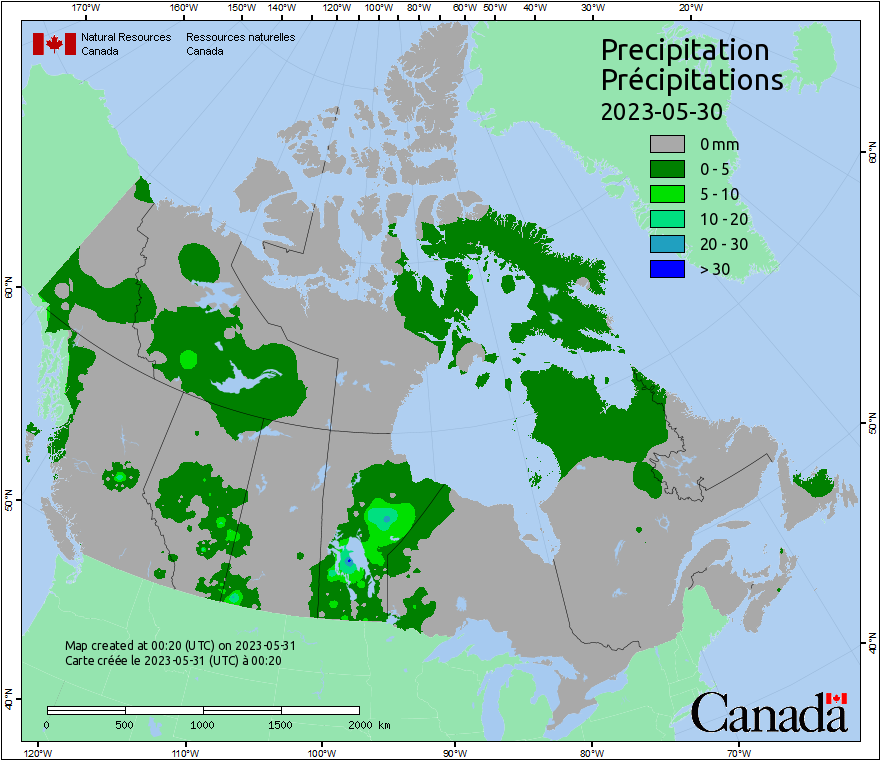 170°W 160°W 150°W 140°W 130°W 120°W 110°W 100°W 90°W 80°W 70°W 60°W 50°W 40°W 30°W 20°W
Natural Resources Ressources naturelles
Canada Canada
Precipitation
Précipitations
2023-05-30
0 mm
0 - 5
5 - 10
10 - 20
20 - 30
> 30
60°N 60°N
50°N 50°N
40°N 40°N
Map created at 00:20 (UTC) on 2023-05-31
Carte créée le 2023-05-31 (UTC) à 00:20
0 500 1000 1500 2000 km
Canada
120°W 110°W 100°W 90°W 80°W 70°W